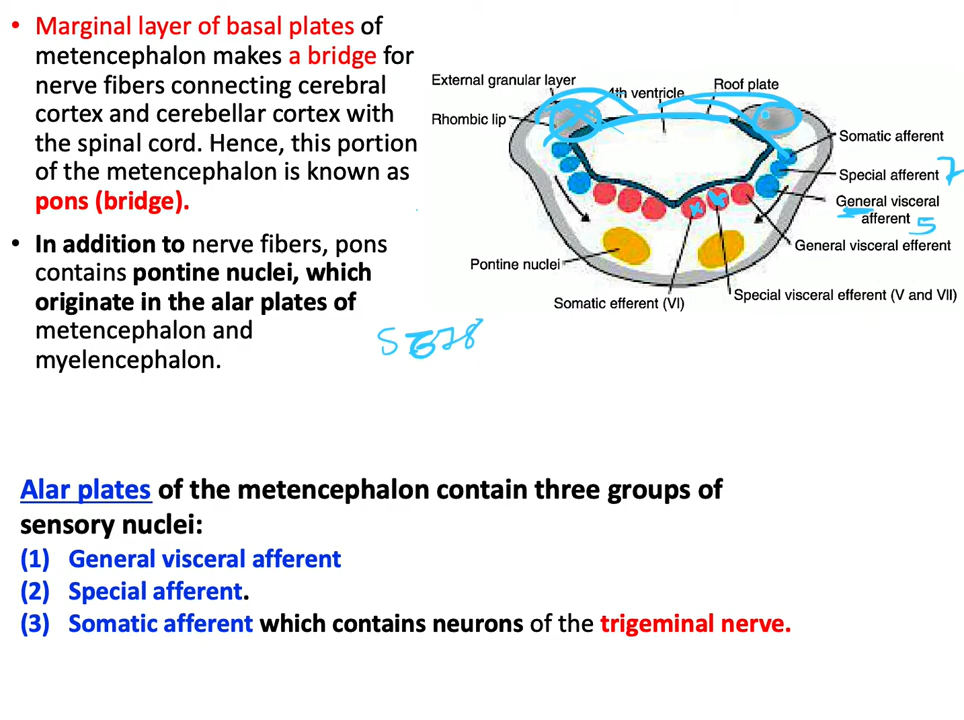 • Marginal layer of basal plates of
metencephalon makes a bridge for
nerve fibers connecting cerebral
cortex and cerebellar cortex with
the spinal cord. Hence, this portion
of the metencephalon is known as
pons (bridge).
• In addition to nerve fibers, pons
contains pontine nuclei, which
originate in the alar plates of
metencephalon and
myelencephalon.
External granular layer
4th ventricle
Roof plate
Rhombic lip
Somatic afferent
Special afferent 7
General visceral
afferent 5
General visceral efferent
Pontine nuclei
Somatic efferent (VI)
Special visceral efferent (V and VII)
5 6 7 8
Alar plates of the metencephalon contain three groups of
sensory nuclei:
(1) General visceral afferent
(2) Special afferent.
(3) Somatic afferent which contains neurons of the trigeminal nerve.